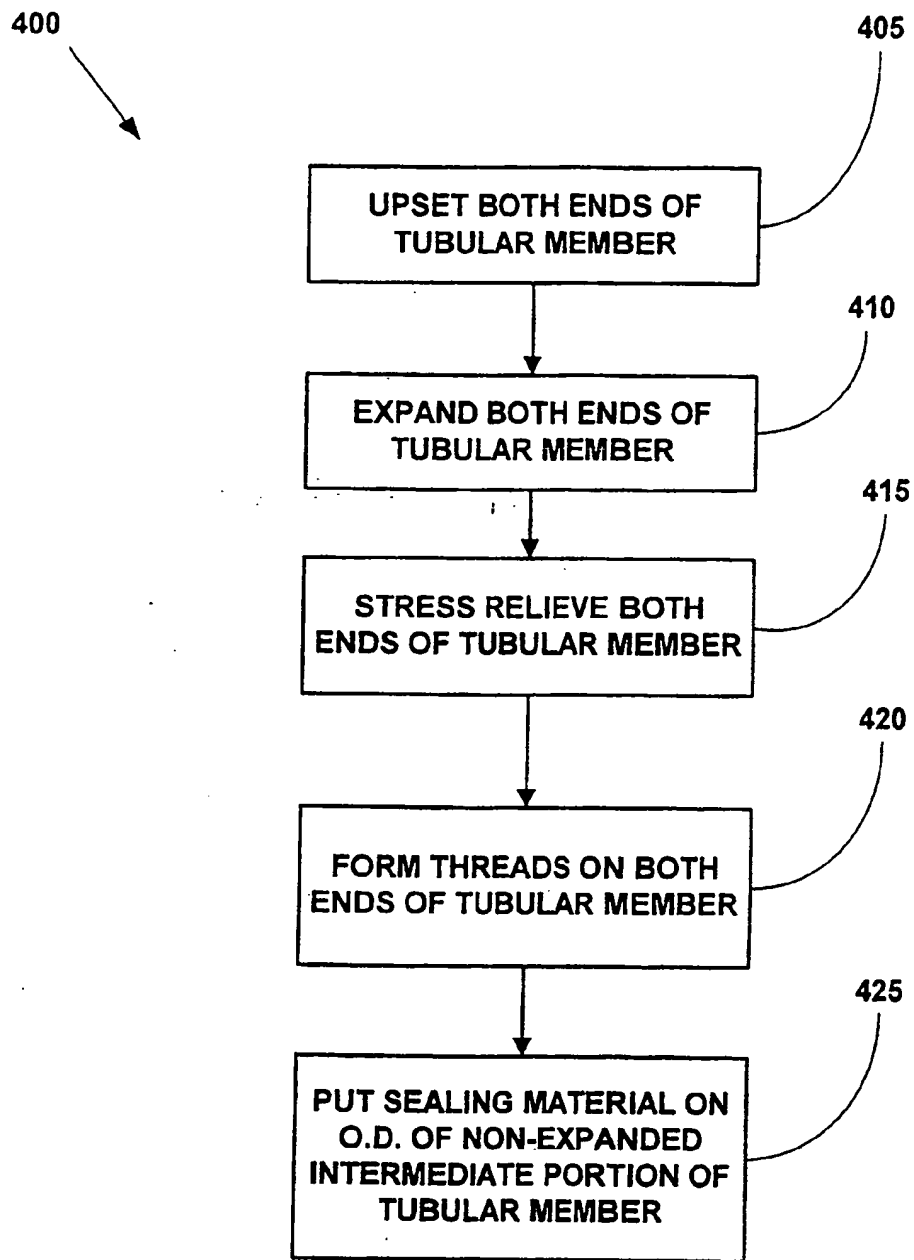 400
405
UPSET BOTH ENDS OF
TUBULAR MEMBER
410
EXPAND BOTH ENDS OF
TUBULAR MEMBER
415
STRESS RELIEVE BOTH
ENDS OF TUBULAR MEMBER
420
FORM THREADS ON BOTH
ENDS OF TUBULAR MEMBER
425
PUT SEALING MATERIAL ON
O.D. OF NON-EXPANDED
INTERMEDIATE PORTION OF
TUBULAR MEMBER